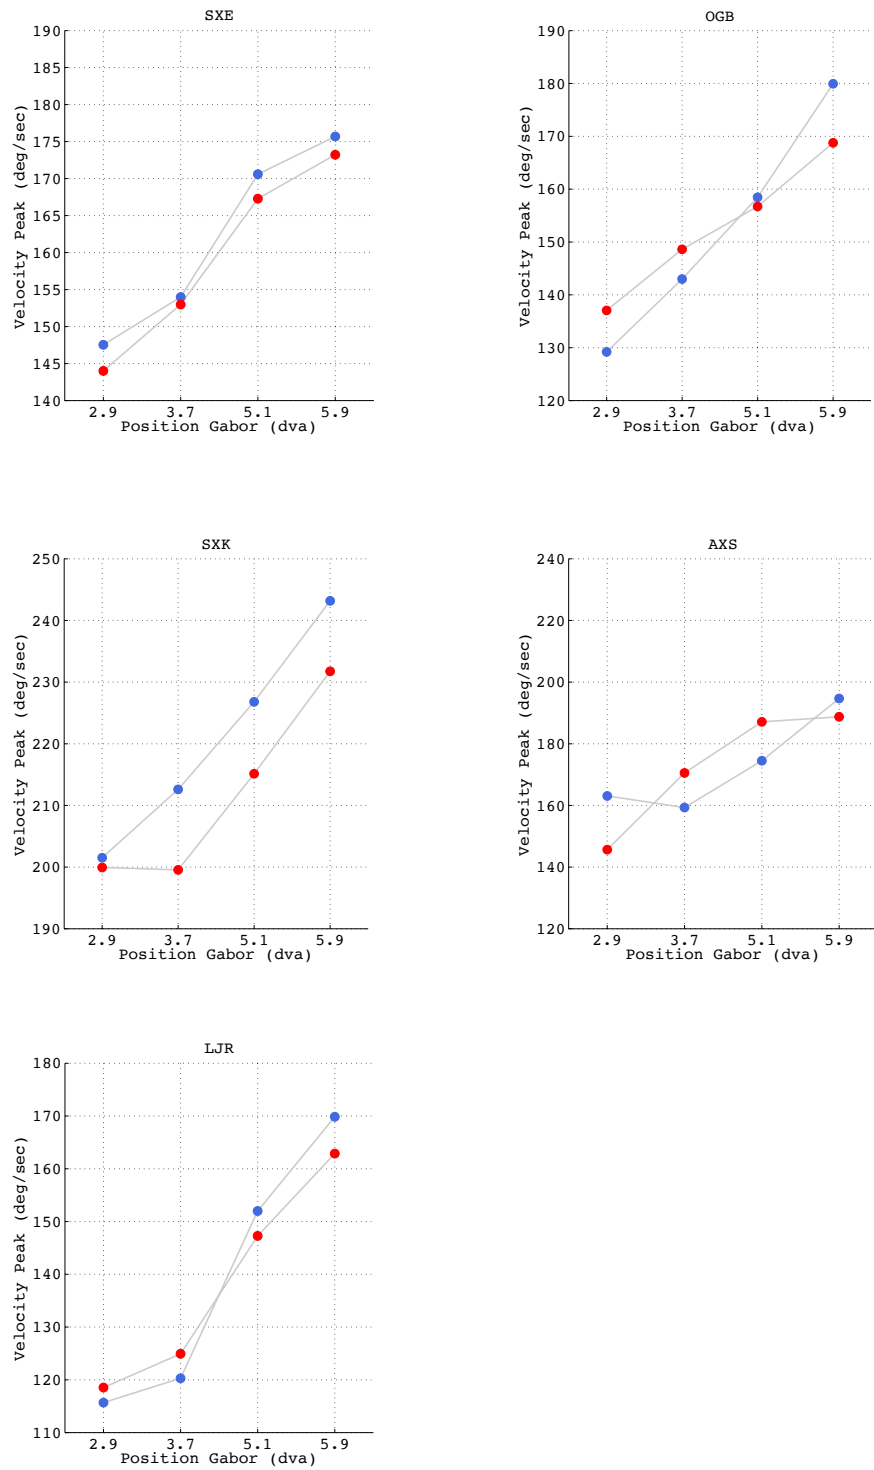 SXE
190
185
180
175
170
165
160
155
150
145
140
Velocity Peak (deg/sec)
2.9 3.7 5.1 5.9
Position Gabor (dva)
OGB
190
180
170
160
150
140
130
120
Velocity Peak (deg/sec)
2.9 3.7 5.1 5.9
Position Gabor (dva)
SXK
250
240
230
220
210
200
190
Velocity Peak (deg/sec)
2.9 3.7 5.1 5.9
Position Gabor (dva)
AXS
240
220
200
180
160
140
120
Velocity Peak (deg/sec)
2.9 3.7 5.1 5.9
Position Gabor (dva)
LJR
180
170
160
150
140
130
120
110
Velocity Peak (deg/sec)
2.9 3.7 5.1 5.9
Position Gabor (dva)